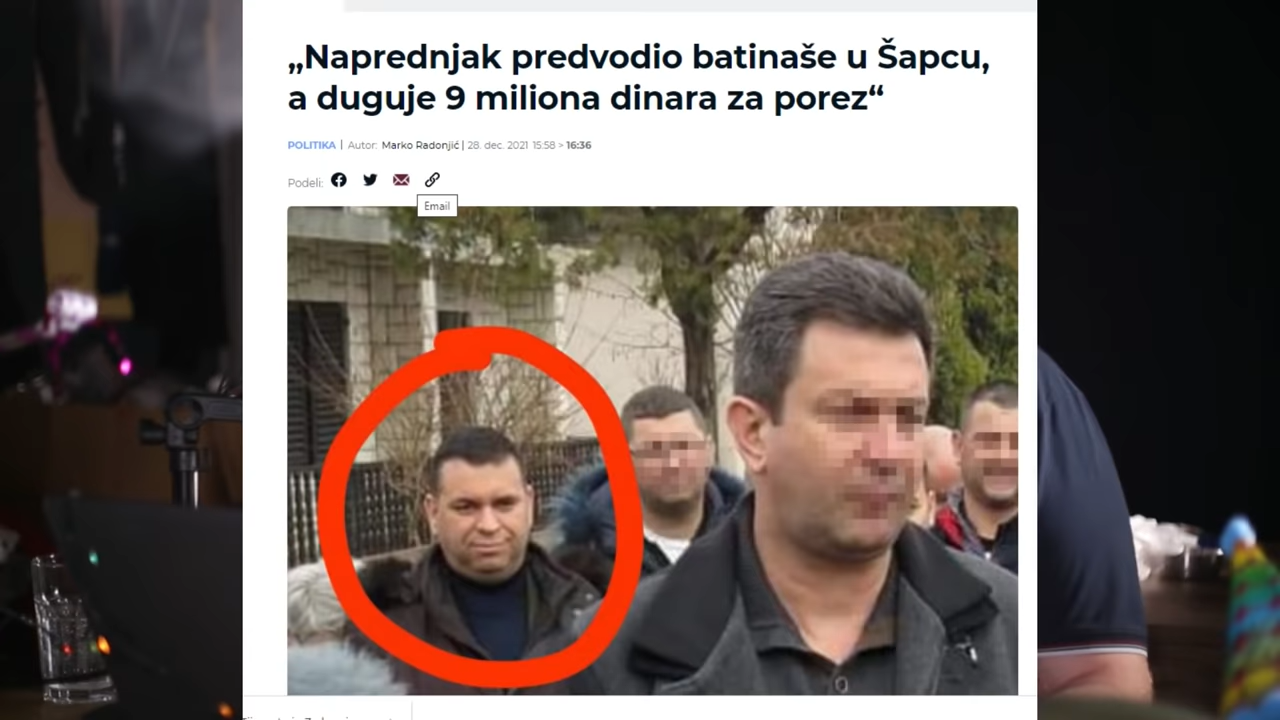 „Naprednjak predvodio batinaše u Šapcu,
a duguje 9 miliona dinara za porez“
POLITIKA | Autor: Marko Radonjić | 28. dec. 2021 15:58 > 16:36
Podeli:
Email